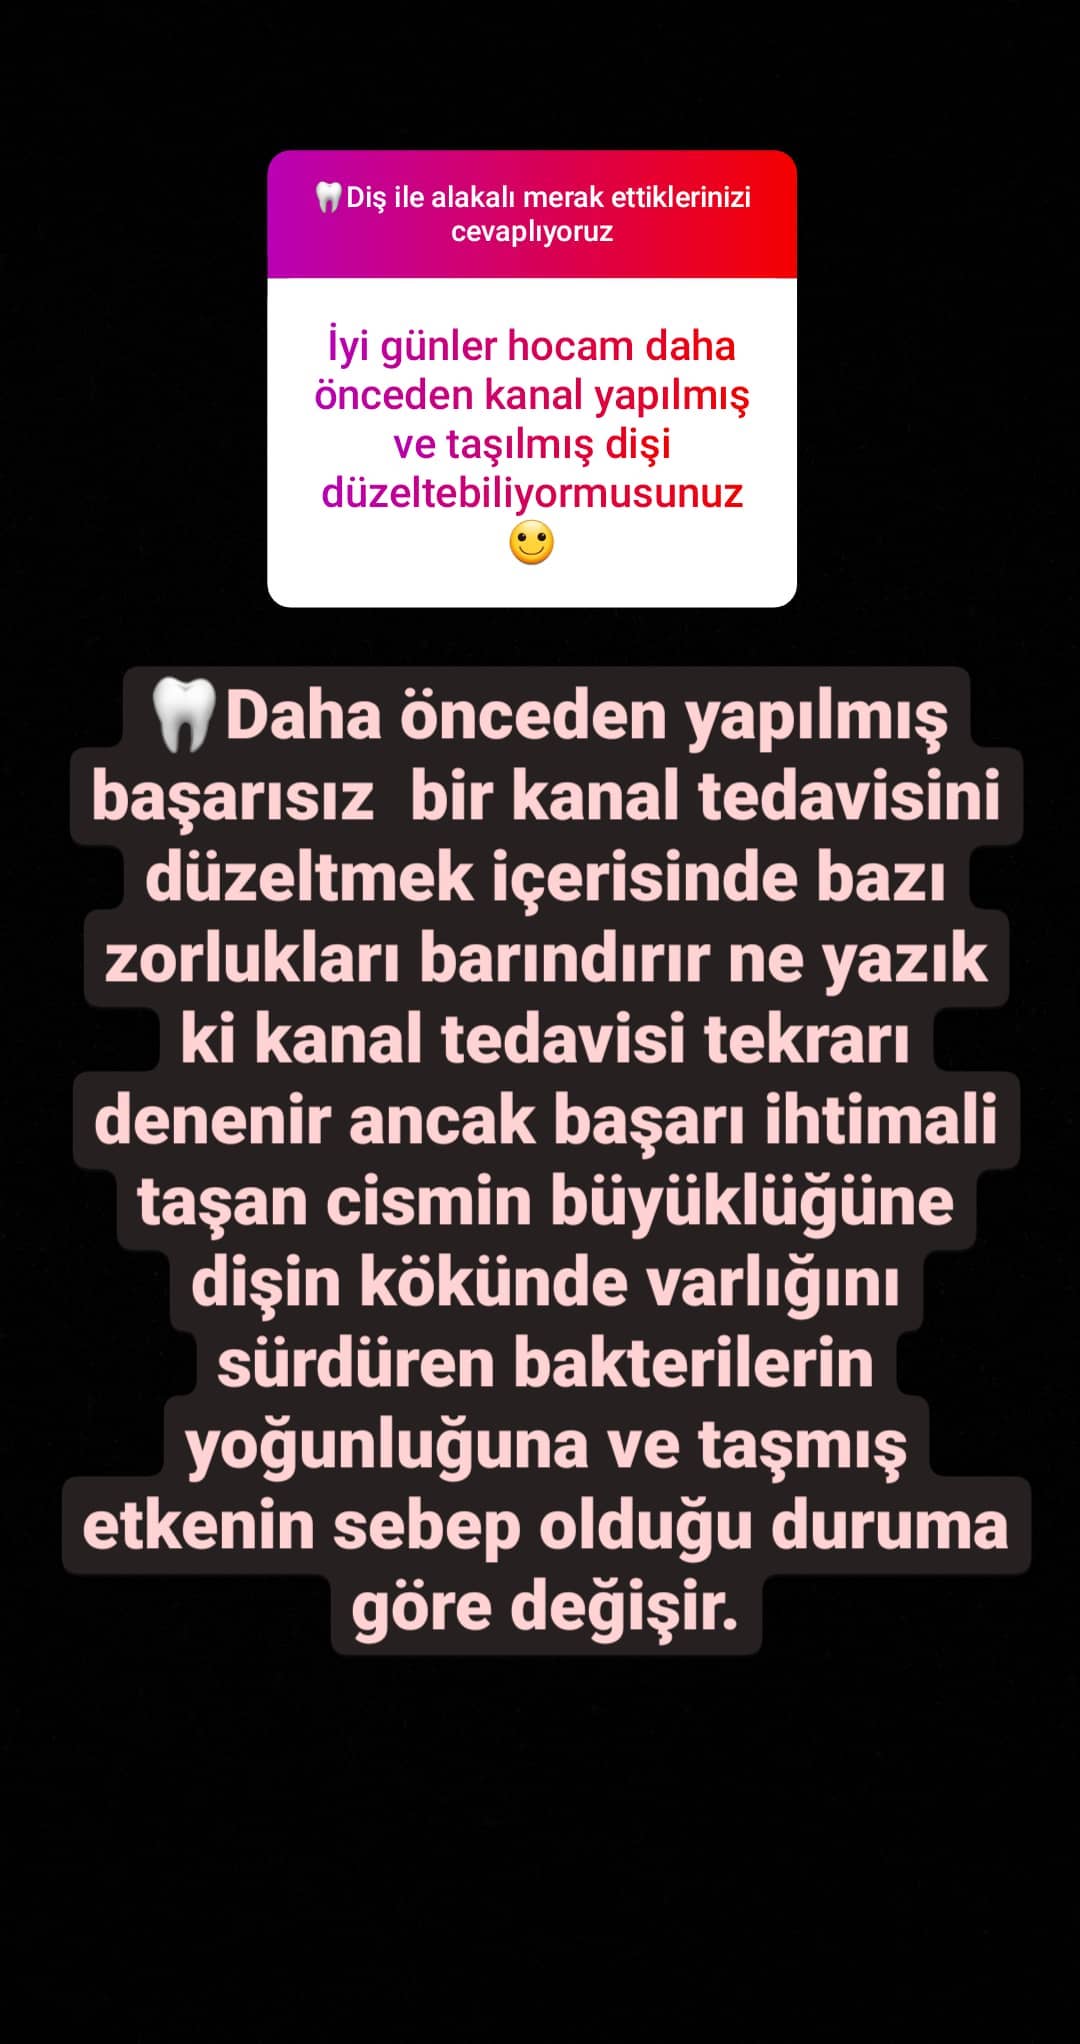 🦷Diş ile alakalı merak ettiklerinizi
cevaplıyoruz
İyi günler hocam daha
önceden kanal yapılmış
ve taşılmış dişi
düzeltebiliyormusunuz
🙂
🦷Daha önceden yapılmış
başarısız  bir kanal tedavisini
düzeltmek içerisinde bazı
zorlukları barındırır ne yazık
ki kanal tedavisi tekrarı
denenir ancak başarı ihtimali
taşan cismin büyüklüğüne
dişin kökünde varlığını
sürdüren bakterilerin
yoğunluğuna ve taşmış
etkenin sebep olduğu duruma
göre değişir.